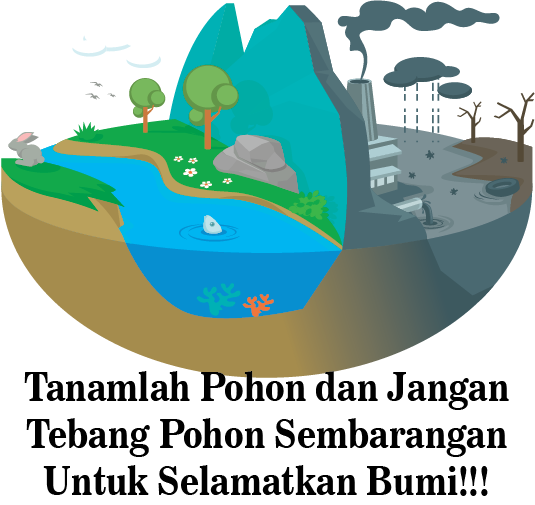 Tanamlah Pohon dan Jangan
Tebang Pohon Sembarangan
Untuk Selamatkan Bumi!!!